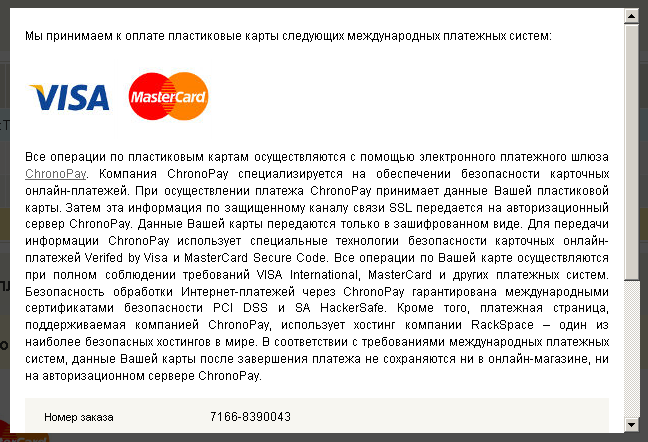 Мы принимаем к оплате пластиковые карты следующих международных платежных систем:
VISA MasterCard
Все операции по пластиковым картам осуществляются с помощью электронного платежного шлюза
ChronoPay. Компания ChronoPay специализируется на обеспечении безопасности карточных
онлайн-платежей. При осуществлении платежа ChronoPay принимает данные Вашей пластиковой
карты. Затем эта информация по защищенному каналу связи SSL передается на авторизационный
сервер ChronoPay. Данные Вашей карты передаются только в зашифрованном виде. Для передачи
информации ChronoPay использует специальные технологии безопасности карточных онлайн-
платежей Verifed by Visa и MasterCard Secure Code. Все операции по Вашей карте осуществляются
при полном соблюдении требований VISA International, MasterCard и других платежных систем.
Безопасность обработки Интернет-платежей через ChronoPay гарантирована международными
сертификатами безопасности PCI DSS и SA HackerSafe. Кроме того, платежная страница,
поддерживаемая компанией ChronoPay, использует хостинг компании RackSpace – один из
наиболее безопасных хостингов в мире. В соответствии с требованиями международных платежных
систем, данные Вашей карты после завершения платежа не сохраняются ни в онлайн-магазине, ни
на авторизационном сервере ChronoPay.
Номер заказа 7166-8390043